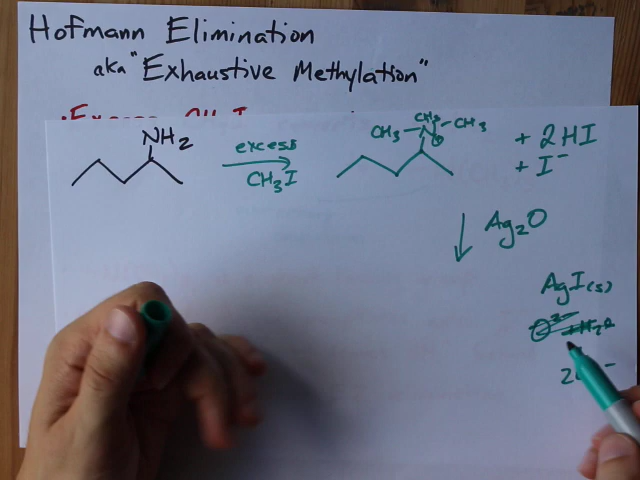 Hofmann Elimination
aka "Exhaustive Methylation"
NH2
excess
CH3I
CH3
CH3 N⊕ CH3
+ 2HI
+ I⁻
Ag2O
AgI(s)